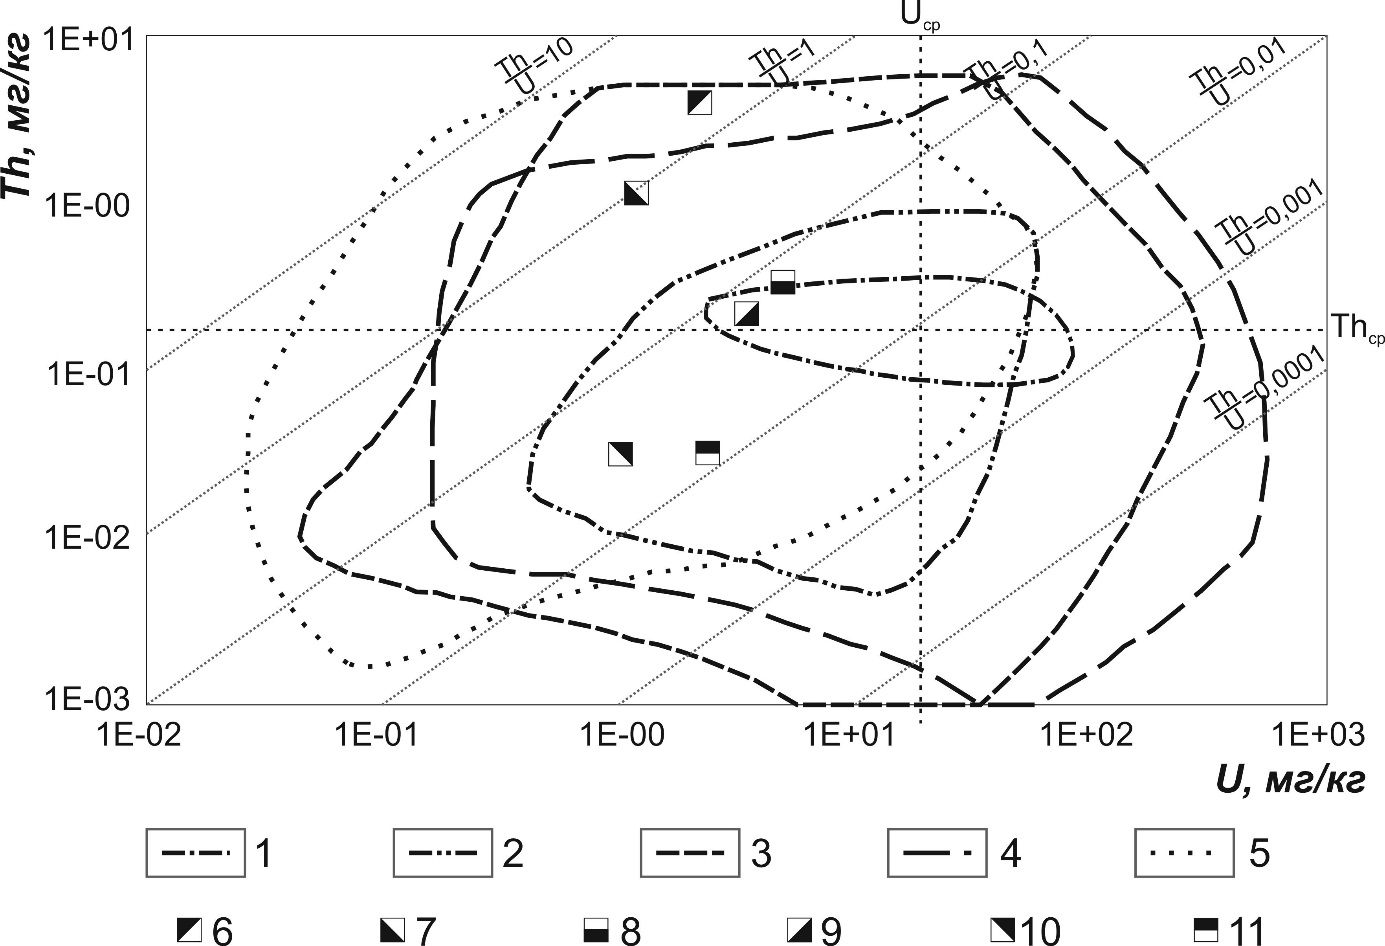 U_ср
Th, мг/кг
1E+01
1E-00
1E-01
1E-02
1E-03
Th/U=10
Th/U=1
Th/U=0,1
Th/U=0,01
Th/U=0,001
Th/U=0,0001
Th_ср
1E-02 1E-01 1E-00 1E+01 1E+02 1E+03
U, мг/кг
1 2 3 4 5
6 7 8 9 10 11